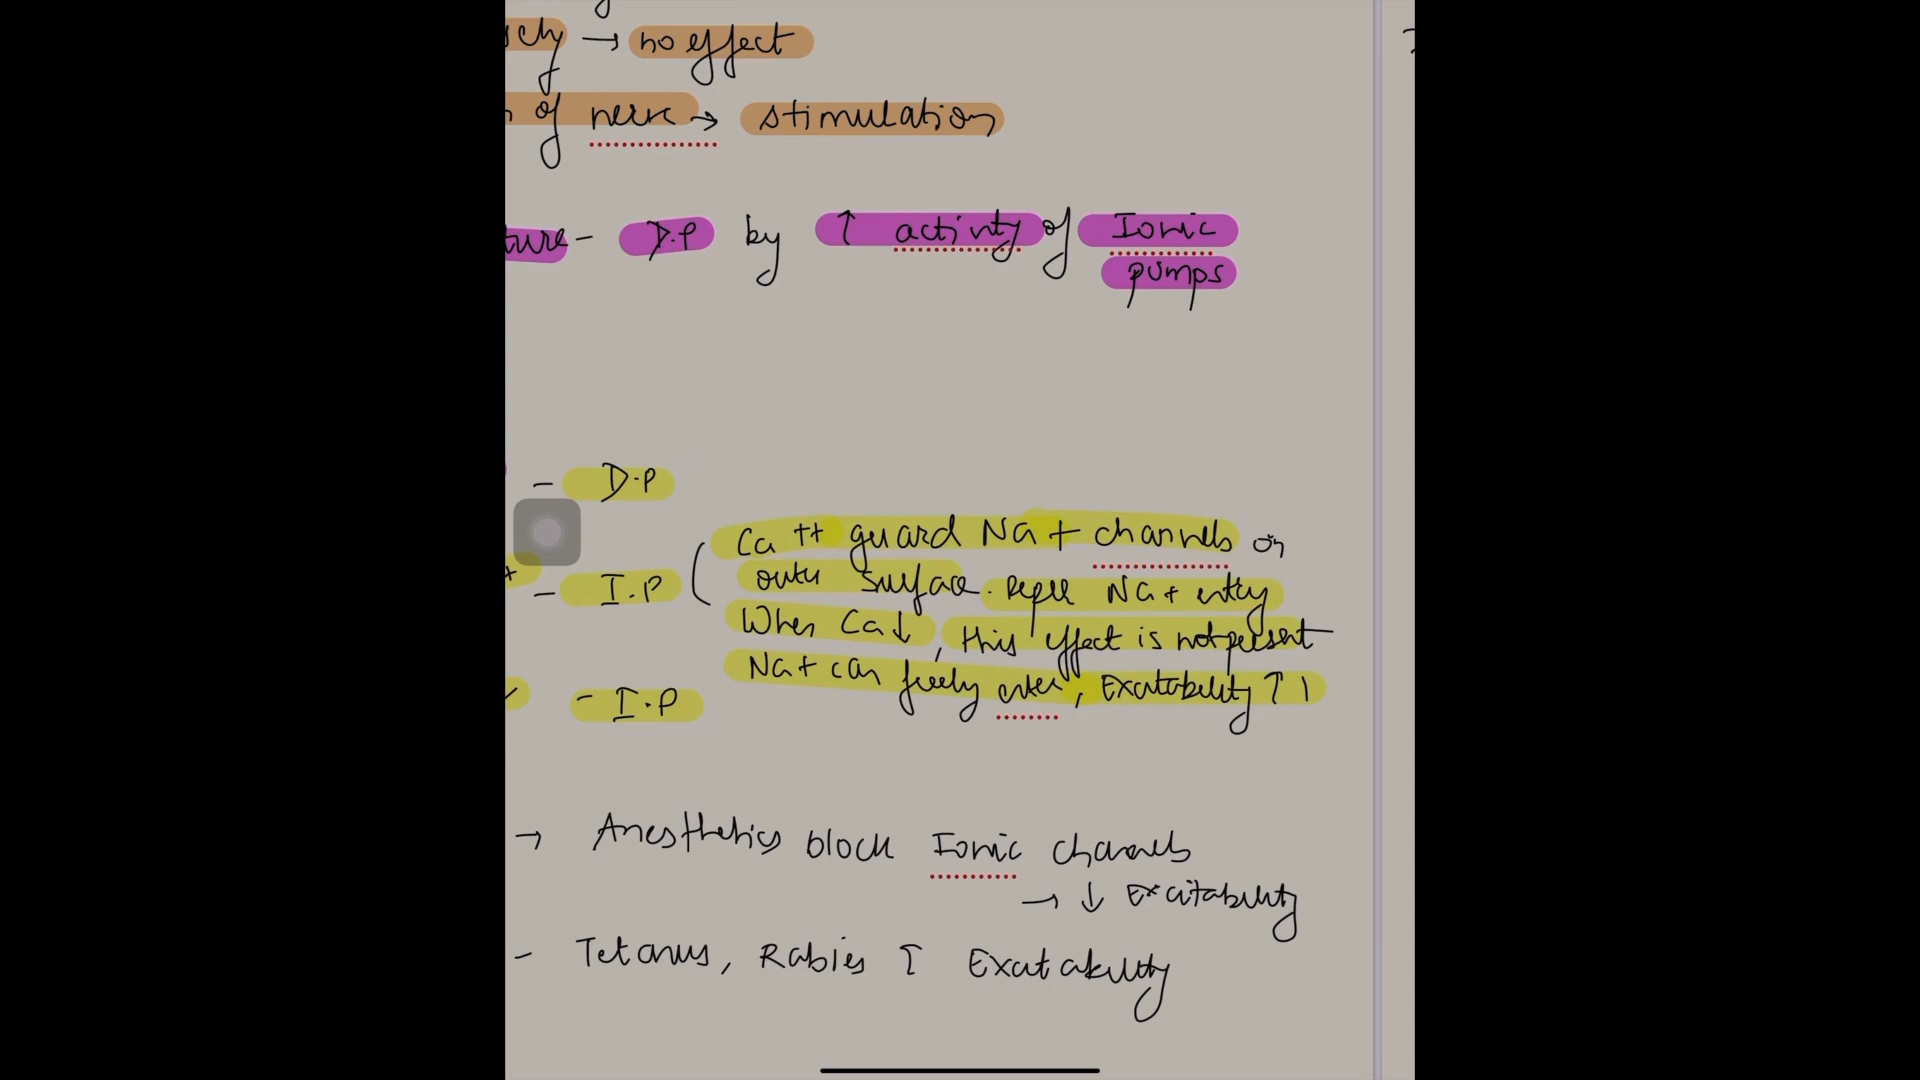 → no effect
of nerve → stimulation
ture - D.P by ↑ activity of Ionic
pumps
- D.P
Ca ++ guard Na + channels on
- I.P ( outer surface. Repel Na + entry
When Ca ↓, this effect is not present
Na+ can freely enter, Excitability ↑ )
- I.P
→ Anesthetics block Ionic channels
→ ↓ Excitability
- Tetanus, Rabies ↑ Excitability